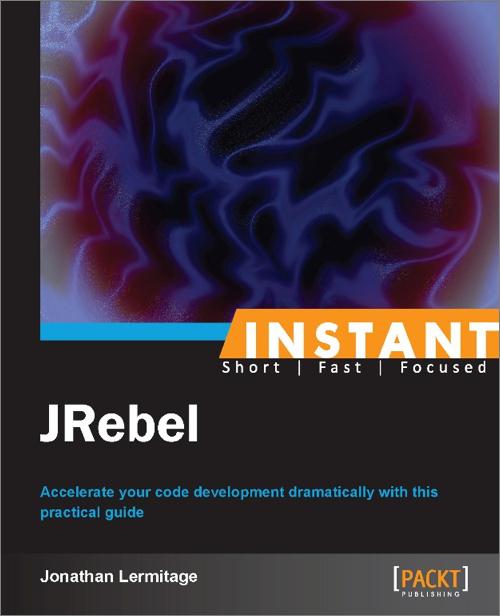 INSTANT
Short | Fast | Focused
JRebel
Accelerate your code development dramatically with this
practical guide
Jonathan Lermitage
[PACKT]
PUBLISHING